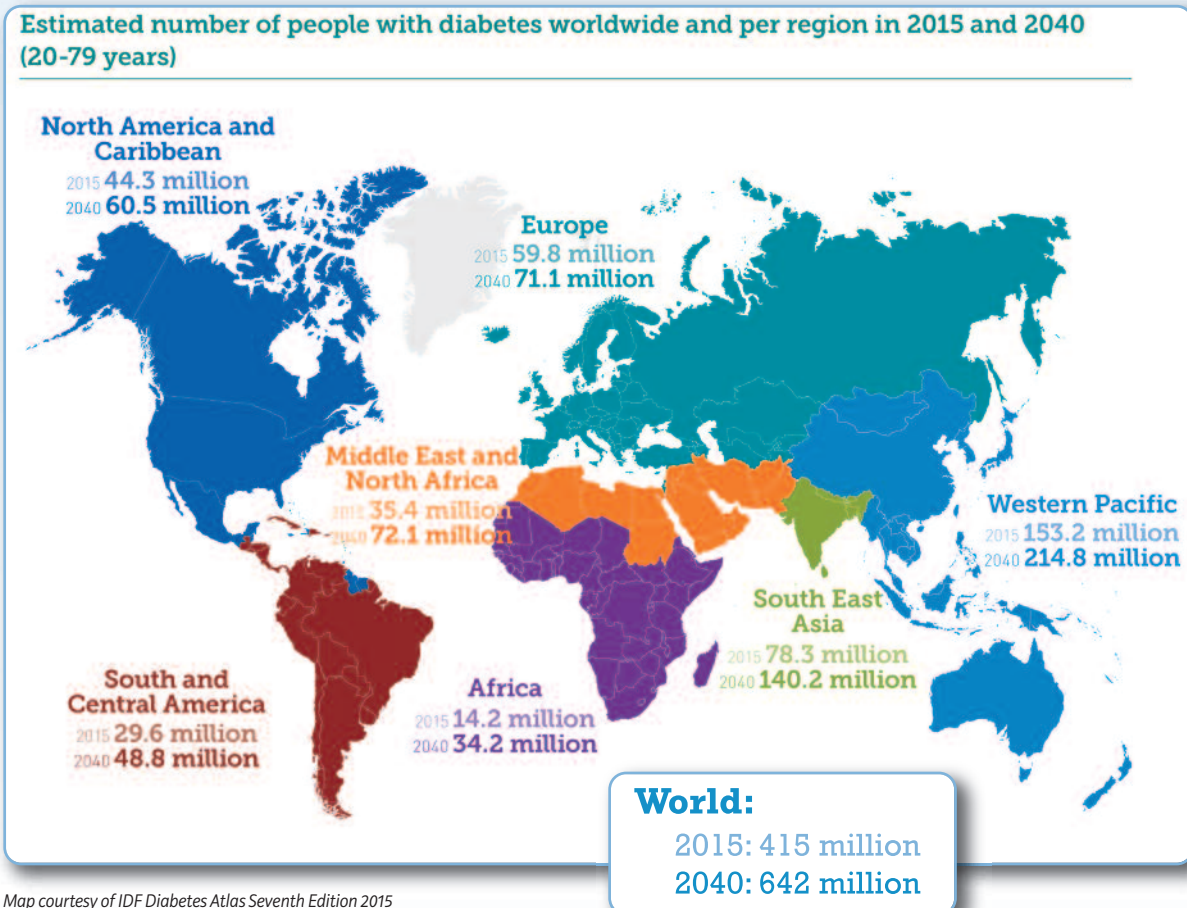 Estimated number of people with diabetes worldwide and per region in 2015 and 2040
(20-79 years)
North America and
Caribbean
2015 44.3 million
2040 60.5 million
Europe
2015 59.8 million
2040 71.1 million
Middle East and
North Africa
2015 35.4 million
2040 72.1 million
Western Pacific
2015 153.2 million
2040 214.8 million
South East
Asia
2015 78.3 million
2040 140.2 million
South and
Central America
2015 29.6 million
2040 48.8 million
Africa
2015 14.2 million
2040 34.2 million
World:
2015: 415 million
2040: 642 million
Map courtesy of IDF Diabetes Atlas Seventh Edition 2015